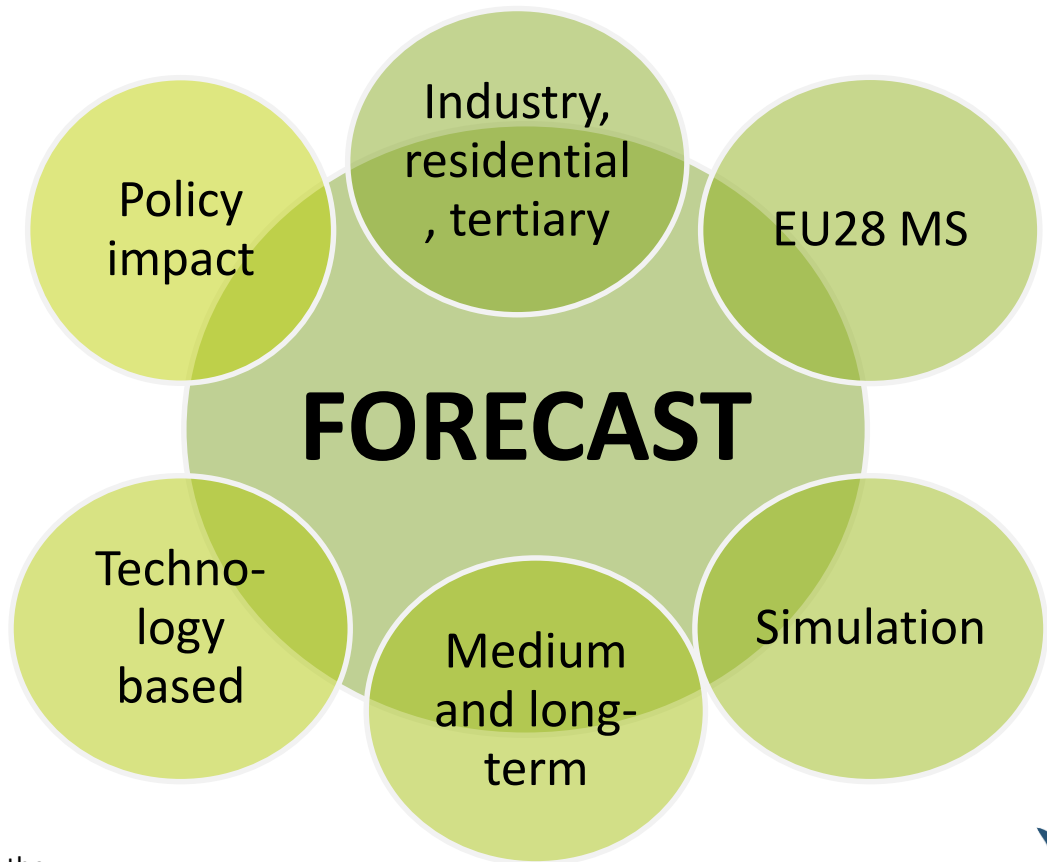 Industry,
residential
, tertiary
Policy
impact
EU28 MS
FORECAST
Techno-
logy
based
Medium
and long-
term
Simulation